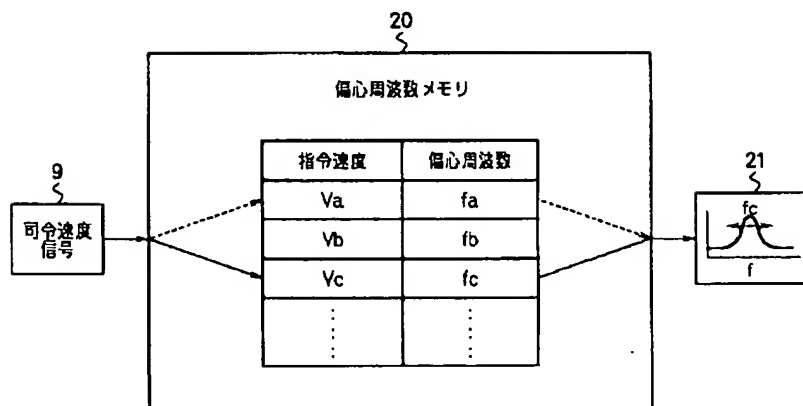 20
偏心周波数メモリ
指令速度 偏心周波数
Va fa
Vb fb
Vc fc
9
司令速度
信号
21
fc
f